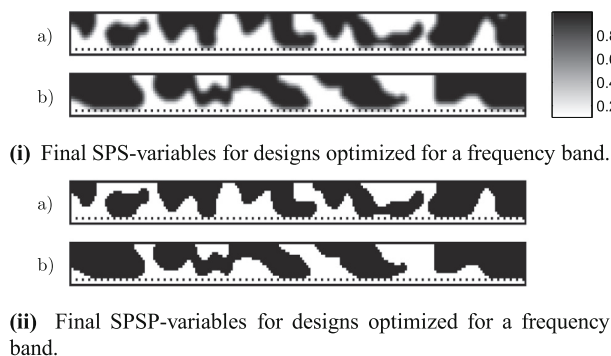 a)
0.8
0.6
b)
0.4
0.2
(i) Final SPS-variables for designs optimized for a frequency band.
a)
b)
(ii) Final SPSP-variables for designs optimized for a frequency
band.